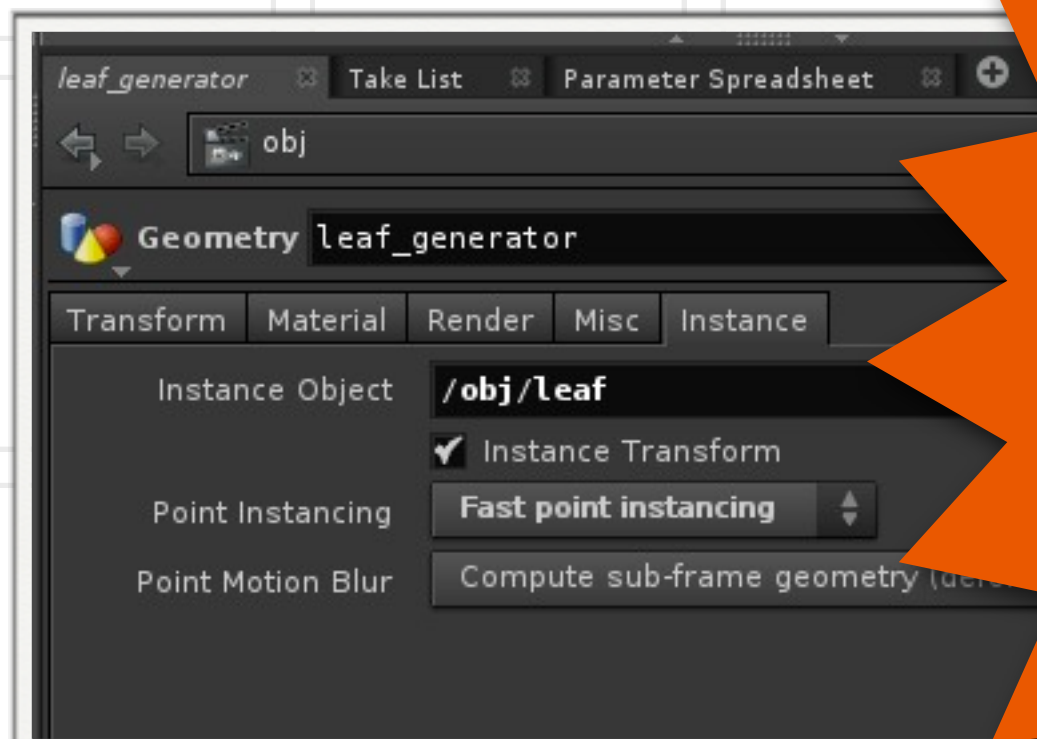 leaf_generator Take List Parameter Spreadsheet
obj
Geometry leaf_generator
Transform Material Render Misc Instance
Instance Object /obj/leaf
Instance Transform
Point Instancing Fast point instancing
Point Motion Blur Compute sub-frame geometry